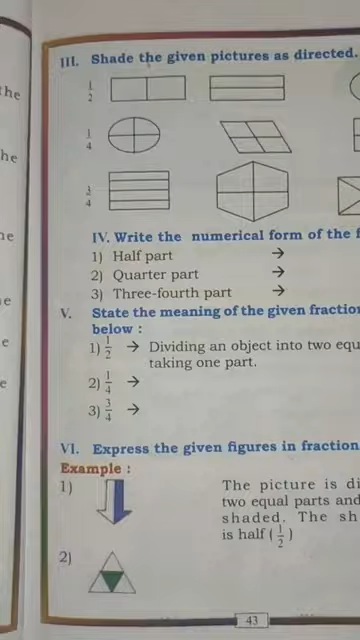 he
III. Shade the given pictures as directed.
1/2
he
1/4
3/4
ne
IV. Write the numerical form of the f
1) Half part →
2) Quarter part →
e
3) Three-fourth part →
V. State the meaning of the given fraction
below :
e
1) 1/2 → Dividing an object into two equ
taking one part.
e
2) 1/4 →
3) 3/4 →
VI. Express the given figures in fraction
Example :
1) The picture is di
two equal parts and
shaded. The sh
is half ( 1/2 )
2)
43